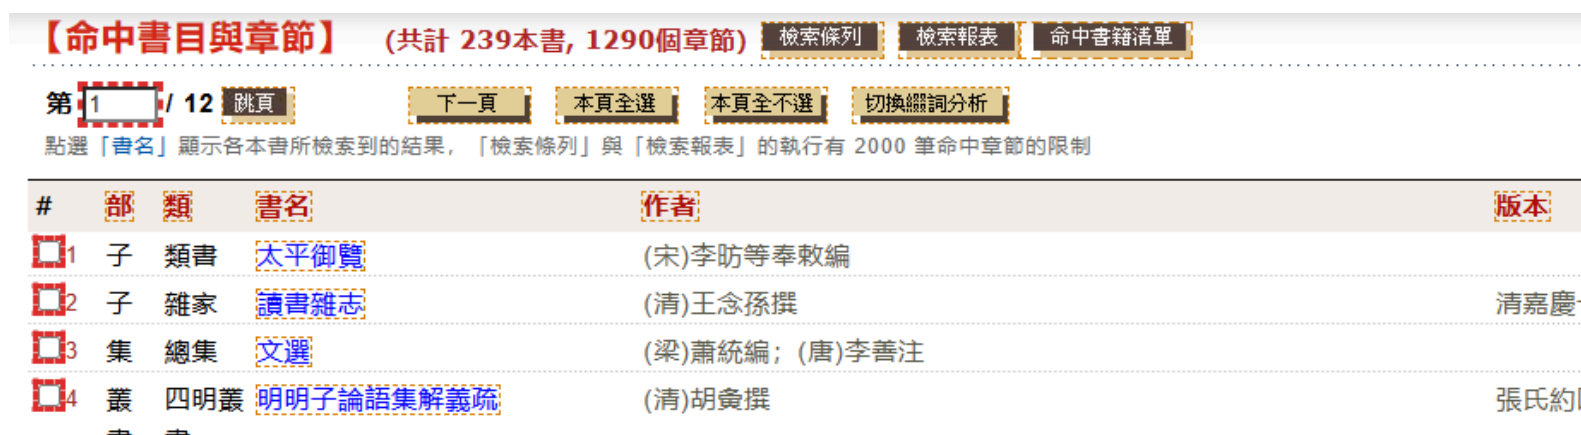 【命中書目與章節】 (共計 239本書, 1290個章節) 檢索條列 檢索報表 命中書籍清單
第 1 / 12 跳頁 下一頁 本頁全選 本頁全不選 切換縕詞分析
點選「書名」顯示各本書所檢索到的結果，「檢索條列」與「檢索報表」的執行有 2000 筆命中章節的限制
# 部 類 書名 作者 版本
1 子 類書 太平御覽 (宋)李昉等奉敕編
2 子 雜家 讀書雜志 (清)王念孫撰 清嘉慶
3 集 總集 文選 (梁)蕭統編；(唐)李善注
4 叢 四明叢 明明子論語集解義疏 (清)胡夤撰 張氏約